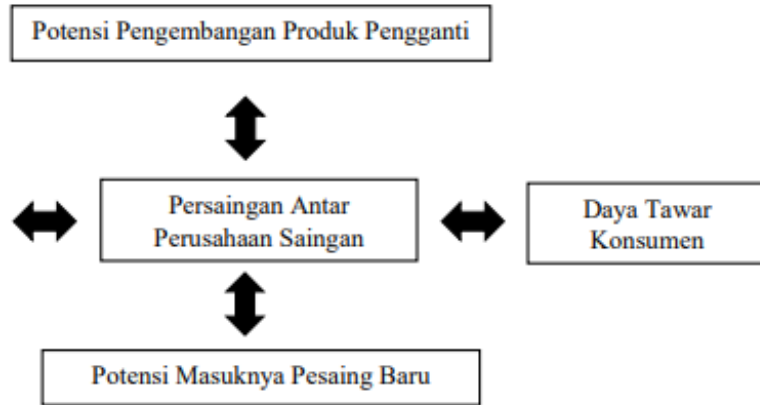 Potensi Pengembangan Produk Pengganti
Persaingan Antar
Perusahaan Saingan
Daya Tawar
Konsumen
Potensi Masuknya Pesaing Baru